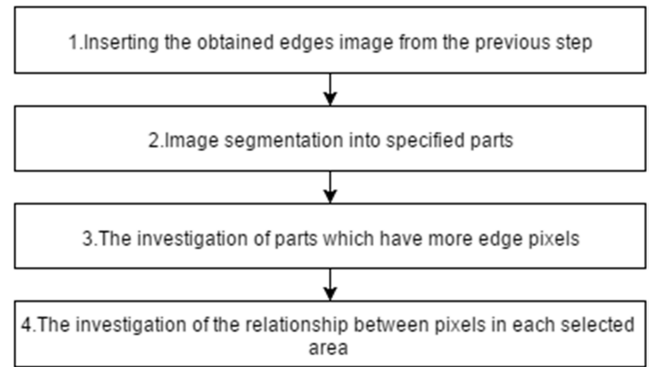 1.Inserting the obtained edges image from the previous step
2.Image segmentation into specified parts
3.The investigation of parts which have more edge pixels
4.The investigation of the relationship between pixels in each selected
area